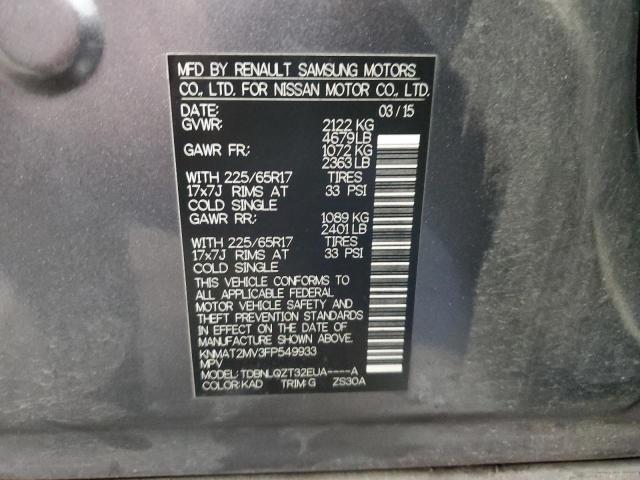 MFD BY RENAULT SAMSUNG MOTORS
CO., LTD. FOR NISSAN MOTOR CO., LTD.
DATE: 03/15
GVWR: 2122 KG
4679LB
GAWR FR: 1072 KG
2363LB
WITH 225/65R17 TIRES
17x7J RIMS AT 33 PSI
COLD SINGLE
GAWR RR: 1089 KG
2401LB
WITH 225/65R17 TIRES
17x7J RIMS AT 33 PSI
COLD SINGLE
THIS VEHICLE CONFORMS TO
ALL APPLICABLE FEDERAL
MOTOR VEHICLE SAFETY AND
THEFT PREVENTION STANDARDS
IN EFFECT ON THE DATE OF
MANUFACTURE SHOWN ABOVE.
KNMAT2MV3FP549933
MPV
MODEL: TDBNLQZT32EUA----A
COLOR: KAD TRIM: G ZS30A